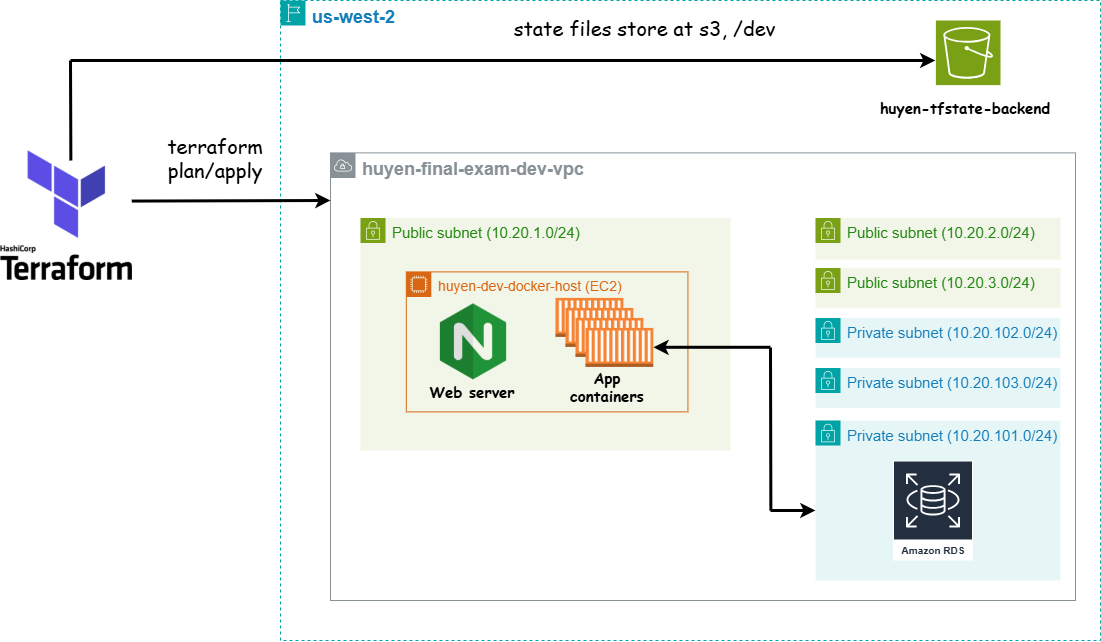 us-west-2
state files store at s3, /dev
huyen-tfstate-backend
terraform
plan/apply
HashiCorp
Terraform
huyen-final-exam-dev-vpc
Public subnet (10.20.1.0/24)
huyen-dev-docker-host (EC2)
N
Web server
App
containers
Public subnet (10.20.2.0/24)
Public subnet (10.20.3.0/24)
Private subnet (10.20.102.0/24)
Private subnet (10.20.103.0/24)
Private subnet (10.20.101.0/24)
Amazon RDS